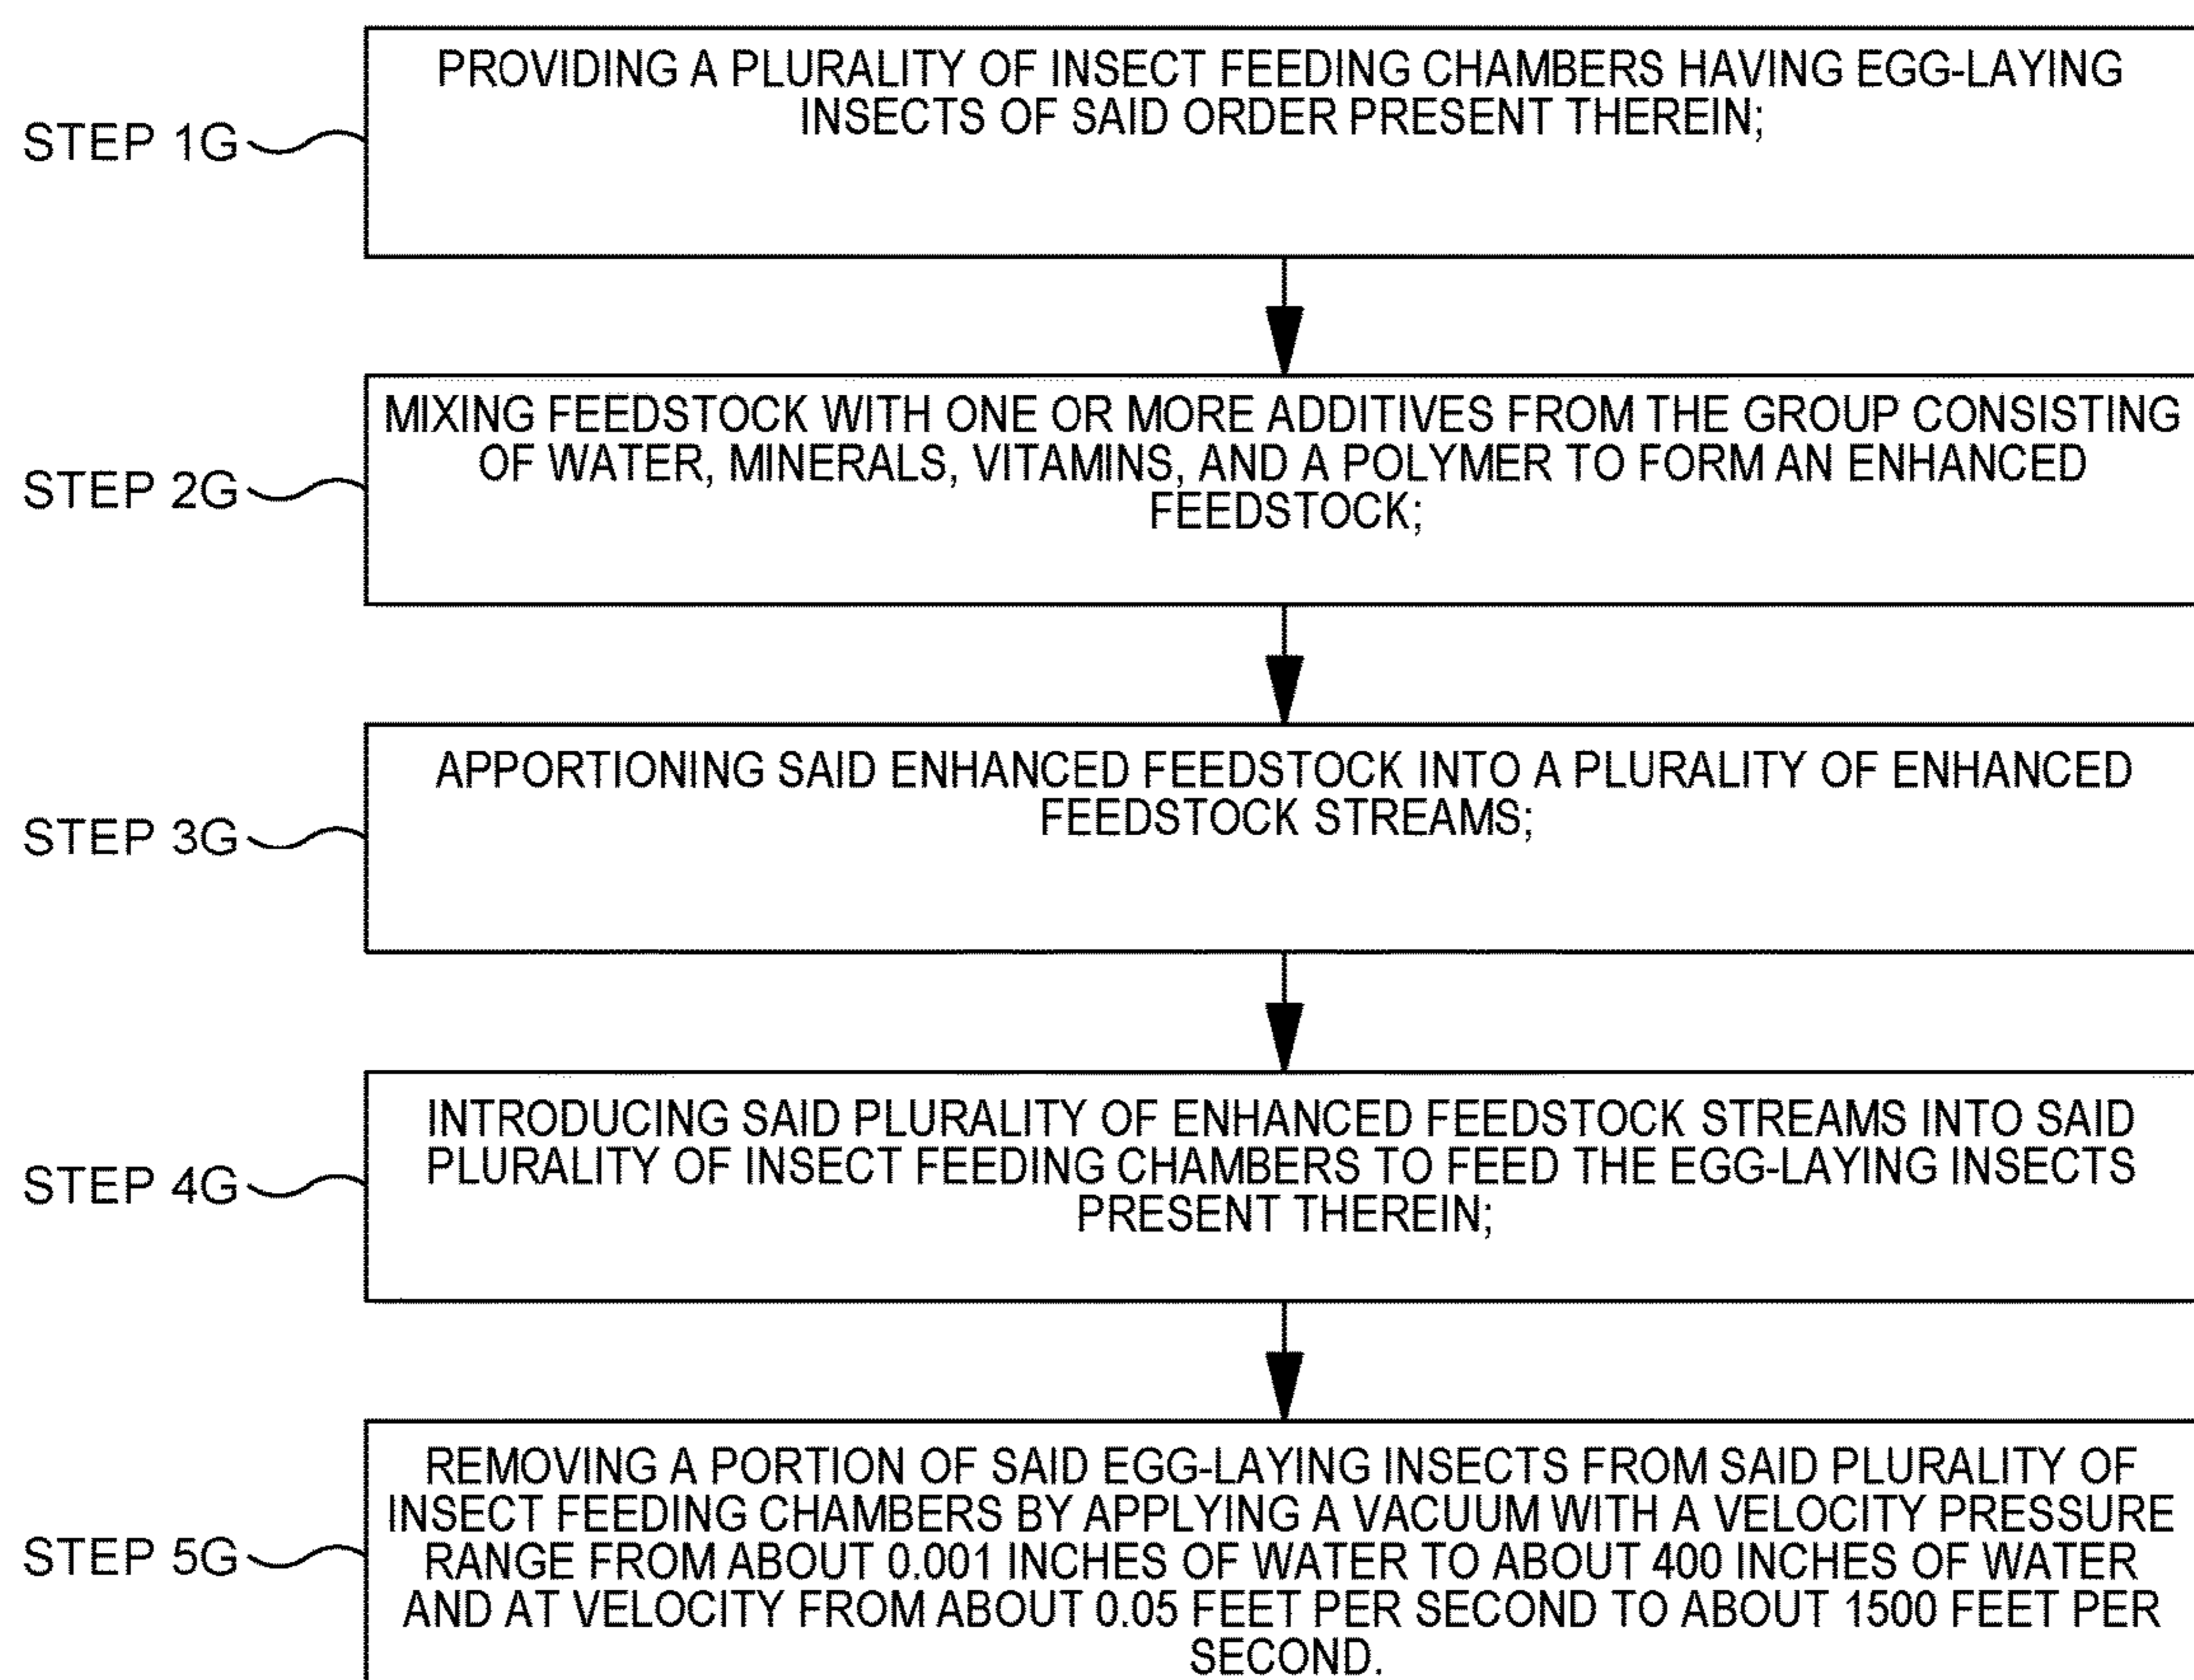 STEP 1G
PROVIDING A PLURALITY OF INSECT FEEDING CHAMBERS HAVING EGG-LAYING
INSECTS OF SAID ORDER PRESENT THEREIN;
STEP 2G
MIXING FEEDSTOCK WITH ONE OR MORE ADDITIVES FROM THE GROUP CONSISTING
OF WATER, MINERALS, VITAMINS, AND A POLYMER TO FORM AN ENHANCED
FEEDSTOCK;
STEP 3G
APPORTIONING SAID ENHANCED FEEDSTOCK INTO A PLURALITY OF ENHANCED
FEEDSTOCK STREAMS;
STEP 4G
INTRODUCING SAID PLURALITY OF ENHANCED FEEDSTOCK STREAMS INTO SAID
PLURALITY OF INSECT FEEDING CHAMBERS TO FEED THE EGG-LAYING INSECTS
PRESENT THEREIN;
STEP 5G
REMOVING A PORTION OF SAID EGG-LAYING INSECTS FROM SAID PLURALITY OF
INSECT FEEDING CHAMBERS BY APPLYING A VACUUM WITH A VELOCITY PRESSURE
RANGE FROM ABOUT 0.001 INCHES OF WATER TO ABOUT 400 INCHES OF WATER
AND AT VELOCITY FROM ABOUT 0.05 FEET PER SECOND TO ABOUT 1500 FEET PER
SECOND.